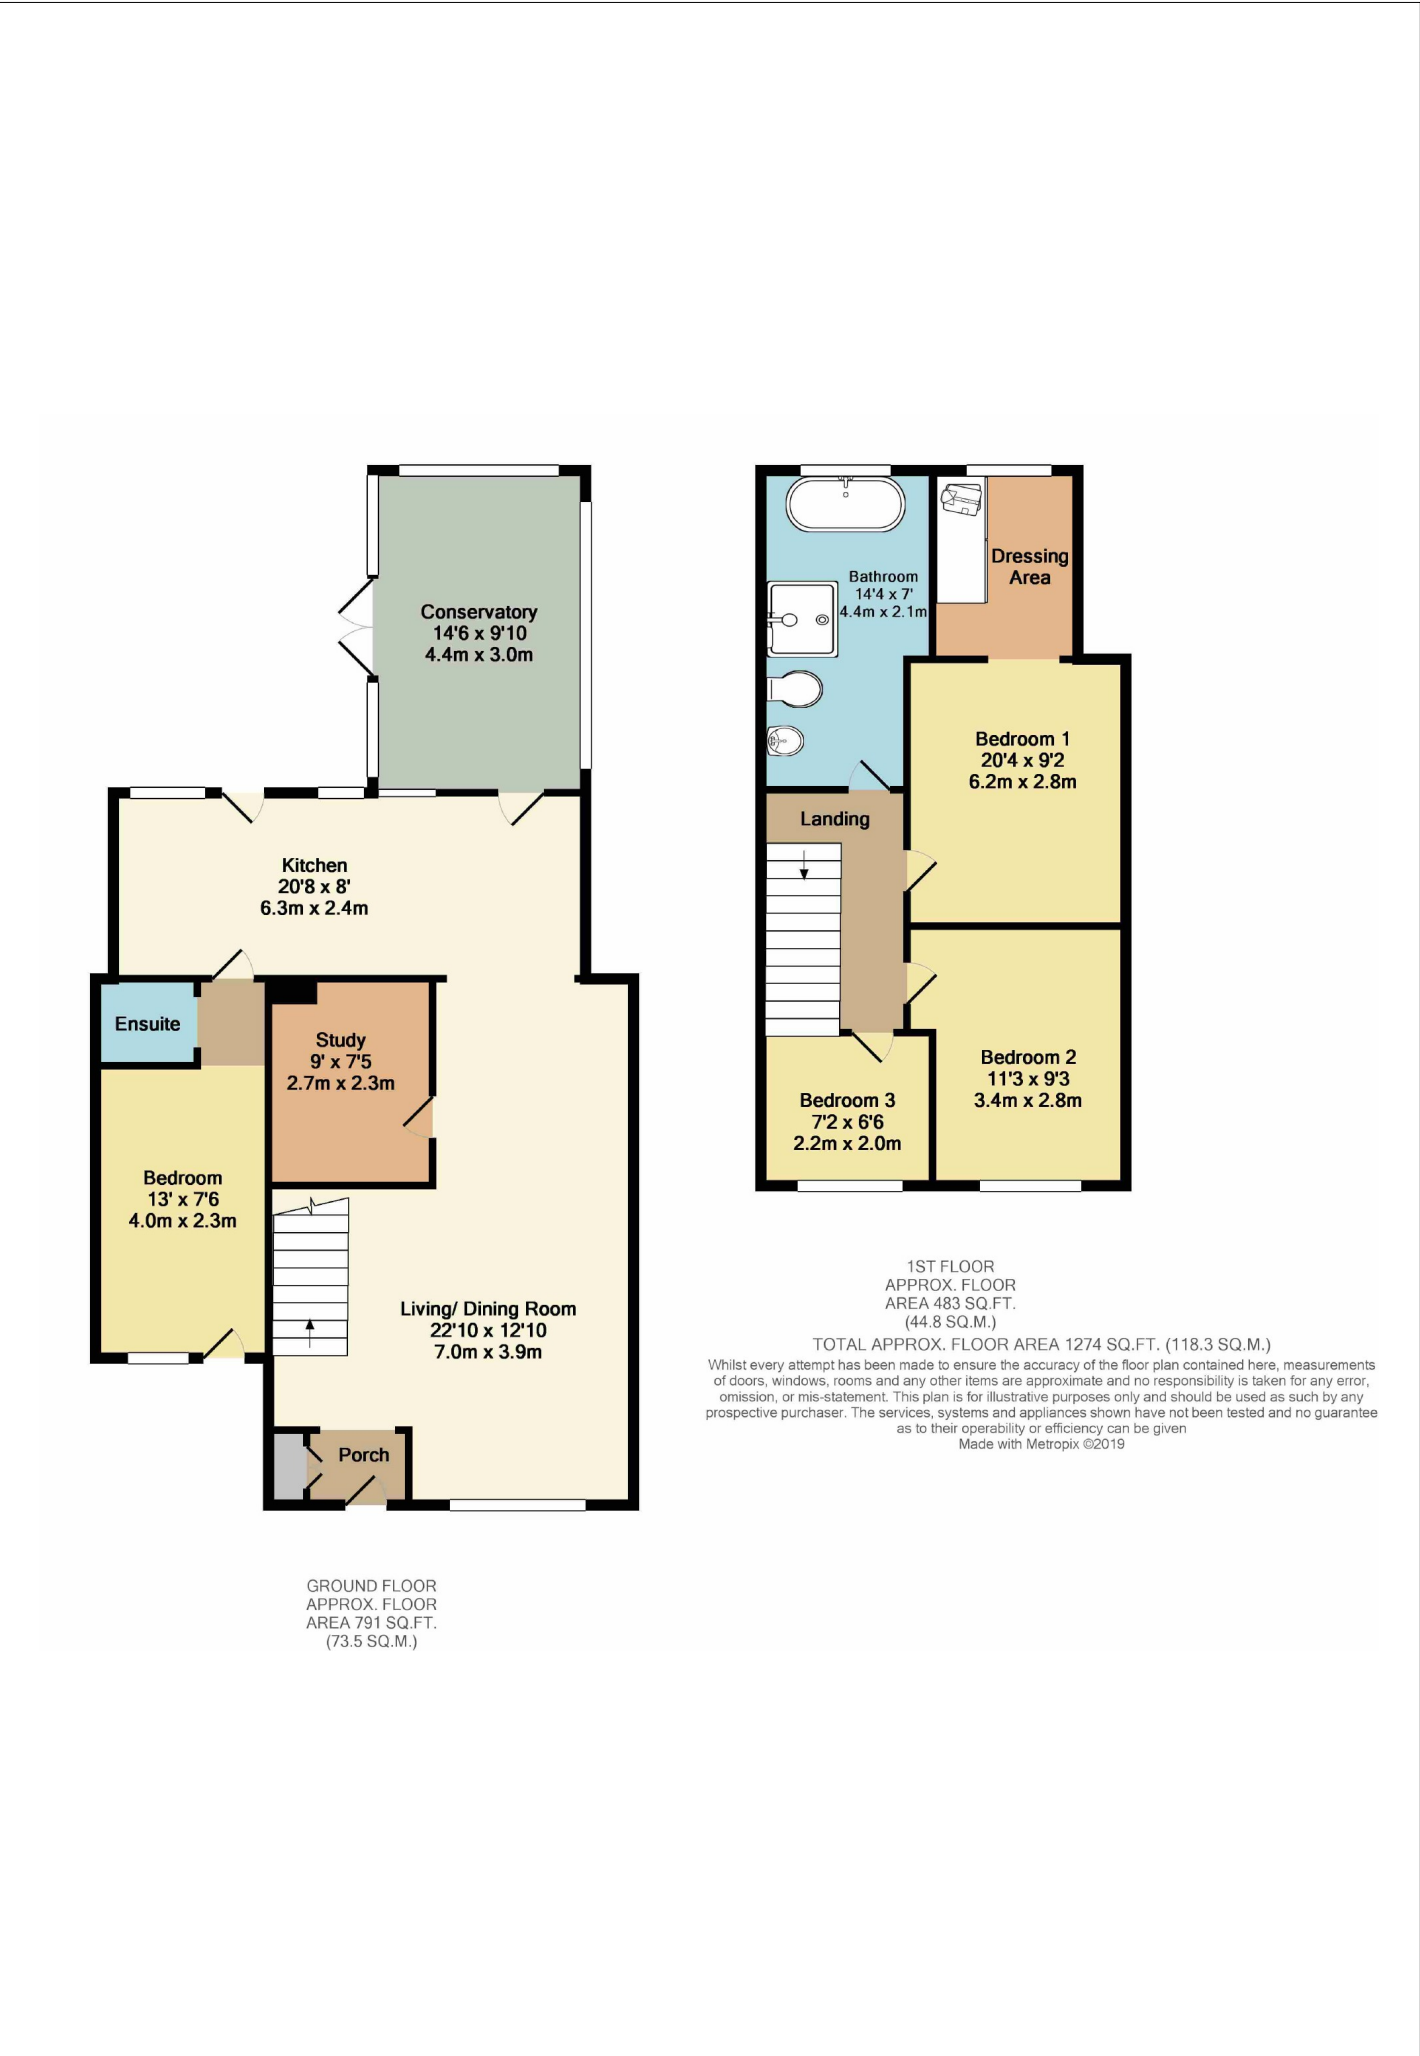 Conservatory
14'6 x 9'10
4.4m x 3.0m
Kitchen
20'8 x 8'
6.3m x 2.4m
Ensuite
Study
9' x 7'5
2.7m x 2.3m
Bedroom
13' x 7'6
4.0m x 2.3m
Living/ Dining Room
22'10 x 12'10
7.0m x 3.9m
Porch
GROUND FLOOR
APPROX. FLOOR
AREA 791 SQ.FT.
(73.5 SQ.M.)
Bathroom
14'4 x 7'
4.4m x 2.1m
Dressing
Area
Bedroom 1
20'4 x 9'2
6.2m x 2.8m
Landing
Bedroom 2
11'3 x 9'3
3.4m x 2.8m
Bedroom 3
7'2 x 6'6
2.2m x 2.0m
1ST FLOOR
APPROX. FLOOR
AREA 483 SQ.FT.
(44.8 SQ.M.)
TOTAL APPROX. FLOOR AREA 1274 SQ.FT. (118.3 SQ.M.)
Whilst every attempt has been made to ensure the accuracy of the floor plan contained here, measurements
of doors, windows, rooms and any other items are approximate and no responsibility is taken for any error,
omission, or mis-statement. This plan is for illustrative purposes only and should be used as such by any
prospective purchaser. The services, systems and appliances shown have not been tested and no guarantee
as to their operability or efficiency can be given
Made with Metropix ©2019